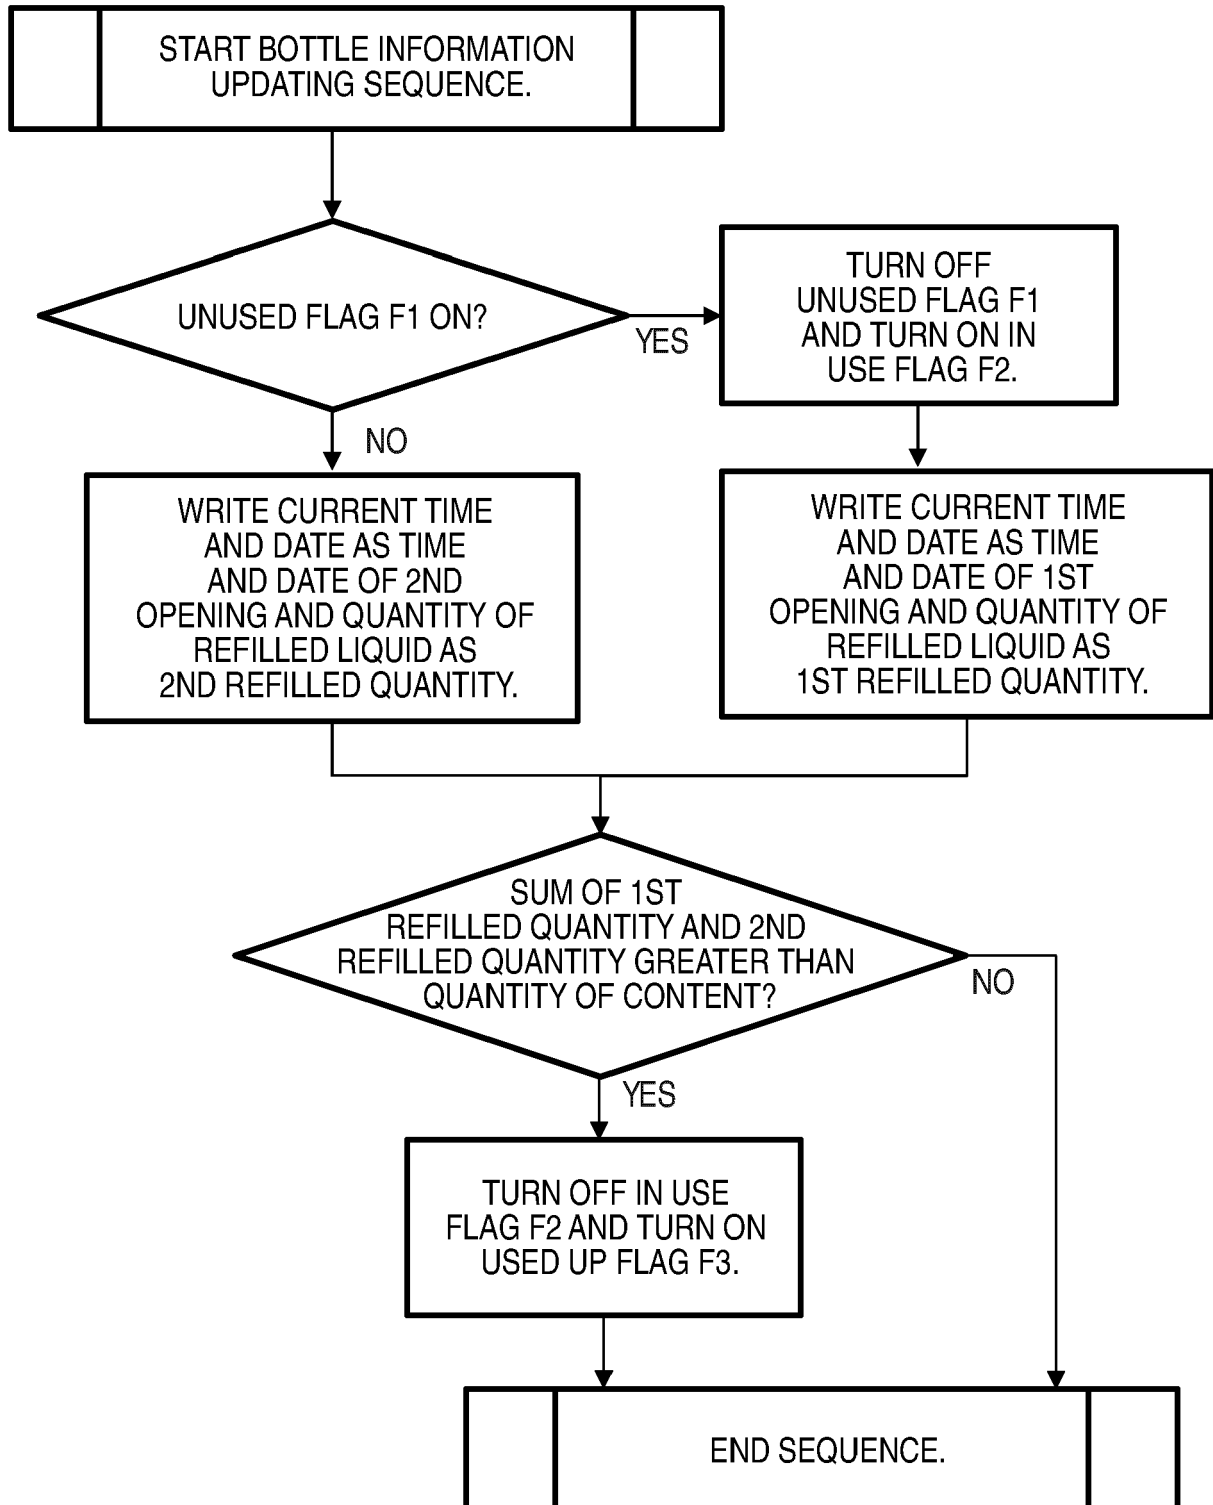 START BOTTLE INFORMATION
UPDATING SEQUENCE.
UNUSED FLAG F1 ON?
YES
TURN OFF
UNUSED FLAG F1
AND TURN ON IN
USE FLAG F2.
NO
WRITE CURRENT TIME
AND DATE AS TIME
AND DATE OF 2ND
OPENING AND QUANTITY OF
REFILLED LIQUID AS
2ND REFILLED QUANTITY.
WRITE CURRENT TIME
AND DATE AS TIME
AND DATE OF 1ST
OPENING AND QUANTITY OF
REFILLED LIQUID AS
1ST REFILLED QUANTITY.
SUM OF 1ST
REFILLED QUANTITY AND 2ND
REFILLED QUANTITY GREATER THAN
QUANTITY OF CONTENT?
NO
YES
TURN OFF IN USE
FLAG F2 AND TURN ON
USED UP FLAG F3.
END SEQUENCE.